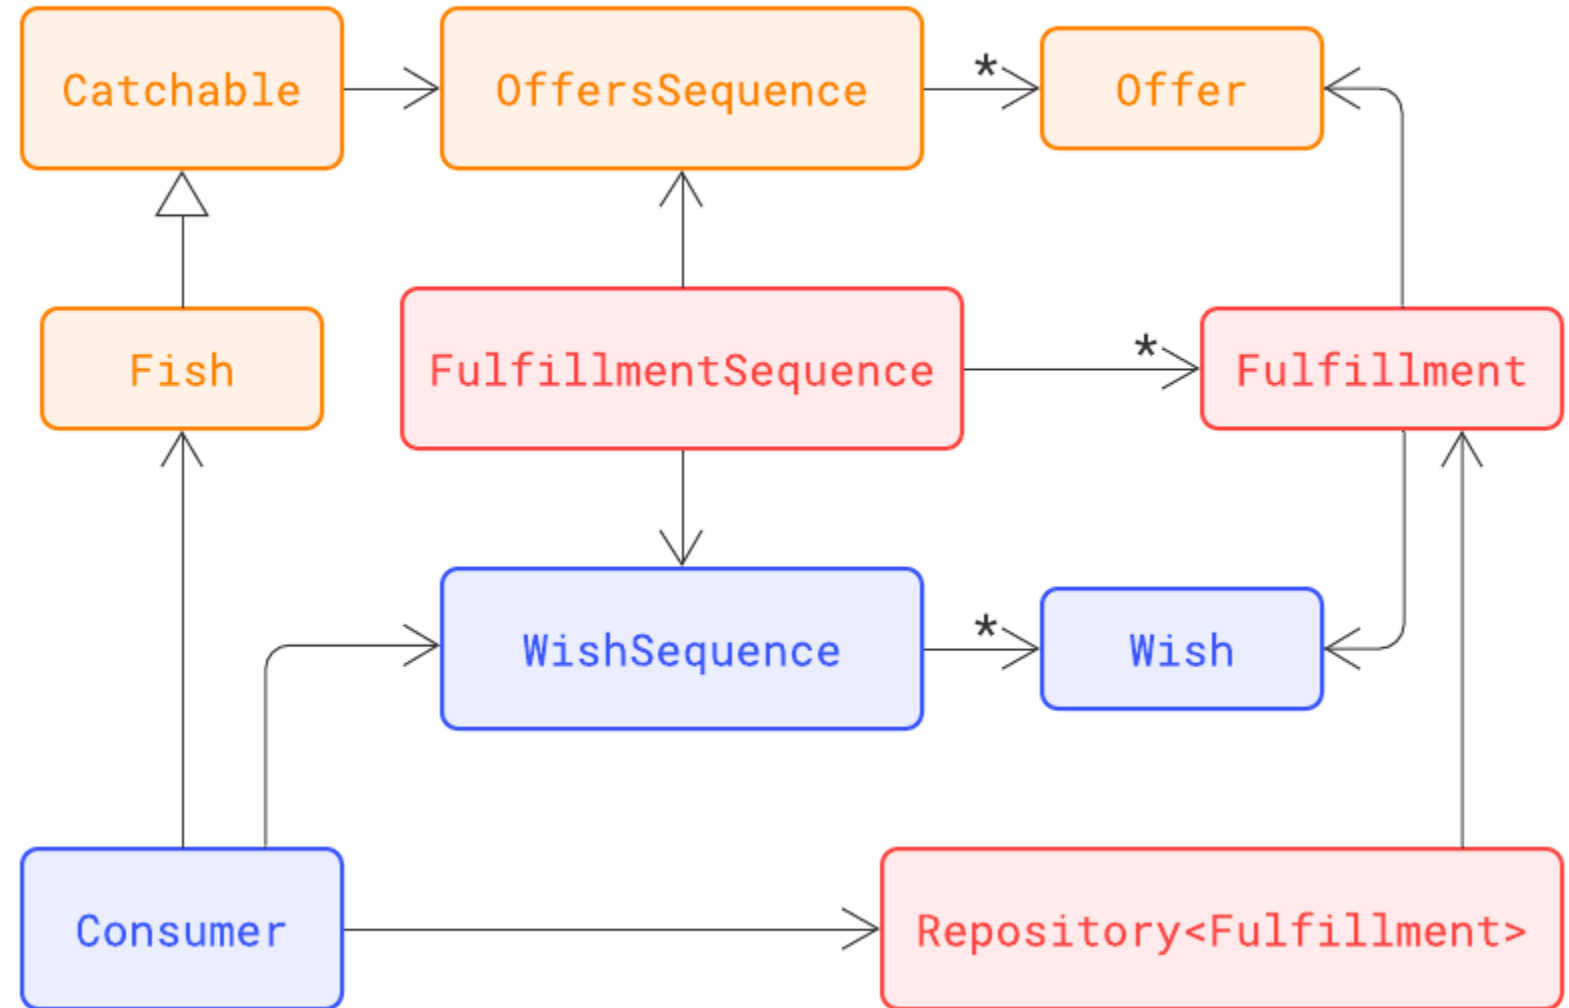 Catchable
OffersSequence
*
Offer
Fish
FulfillmentSequence
*
Fulfillment
WishSequence
*
Wish
Consumer
Repository<Fulfillment>